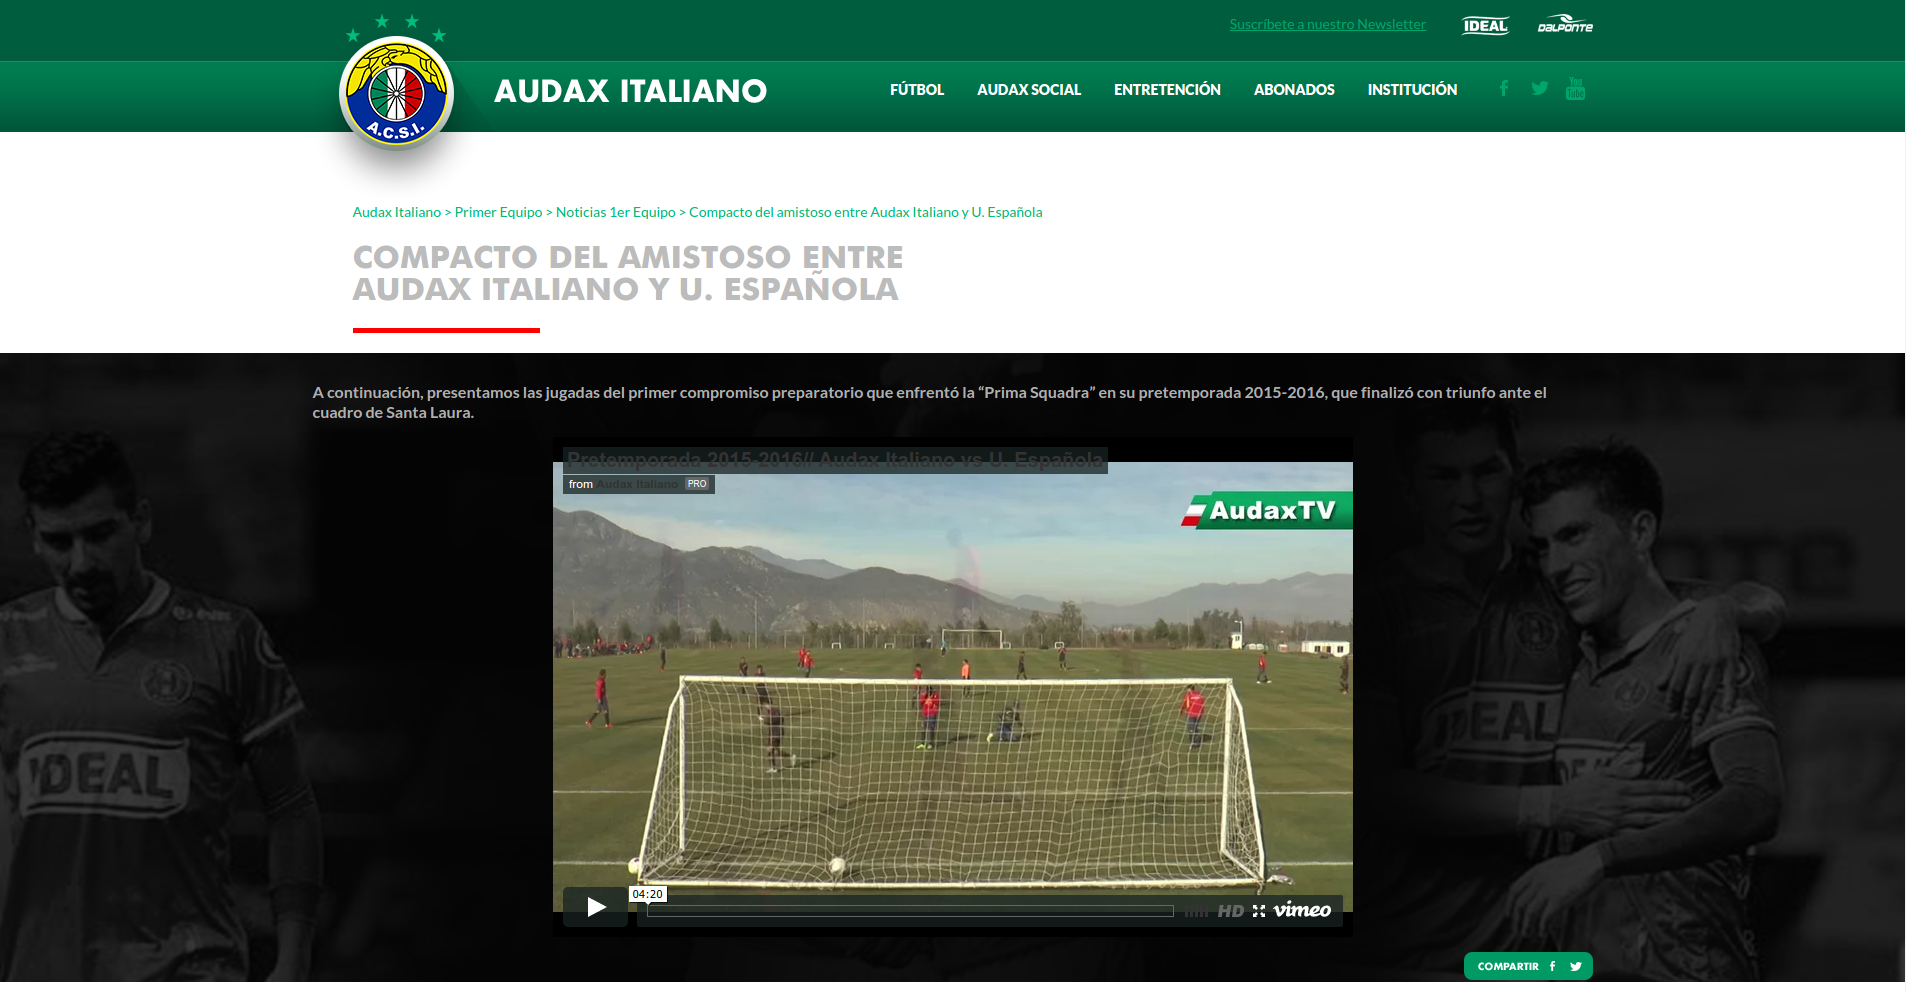 Suscríbete a nuestro Newsletter
IDEAL
DALPONTE
A.C.S.I.
AUDAX ITALIANO
FÚTBOL
AUDAX SOCIAL
ENTRETENCIÓN
ABONADOS
INSTITUCIÓN
You
Tube
Audax Italiano > Primer Equipo > Noticias 1er Equipo > Compacto del amistoso entre Audax Italiano y U. Española
COMPACTO DEL AMISTOSO ENTRE
AUDAX ITALIANO Y U. ESPAÑOLA
A continuación, presentamos las jugadas del primer compromiso preparatorio que enfrentó la “Prima Squadra” en su pretemporada 2015-2016, que finalizó con triunfo ante el
cuadro de Santa Laura.
Pretemporada 2015-2016// Audax Italiano vs U. Española
from Audax Italiano PRO
AudaxTV
IDEAL
IDEAL
04:20
HD
vimeo
COMPARTIR